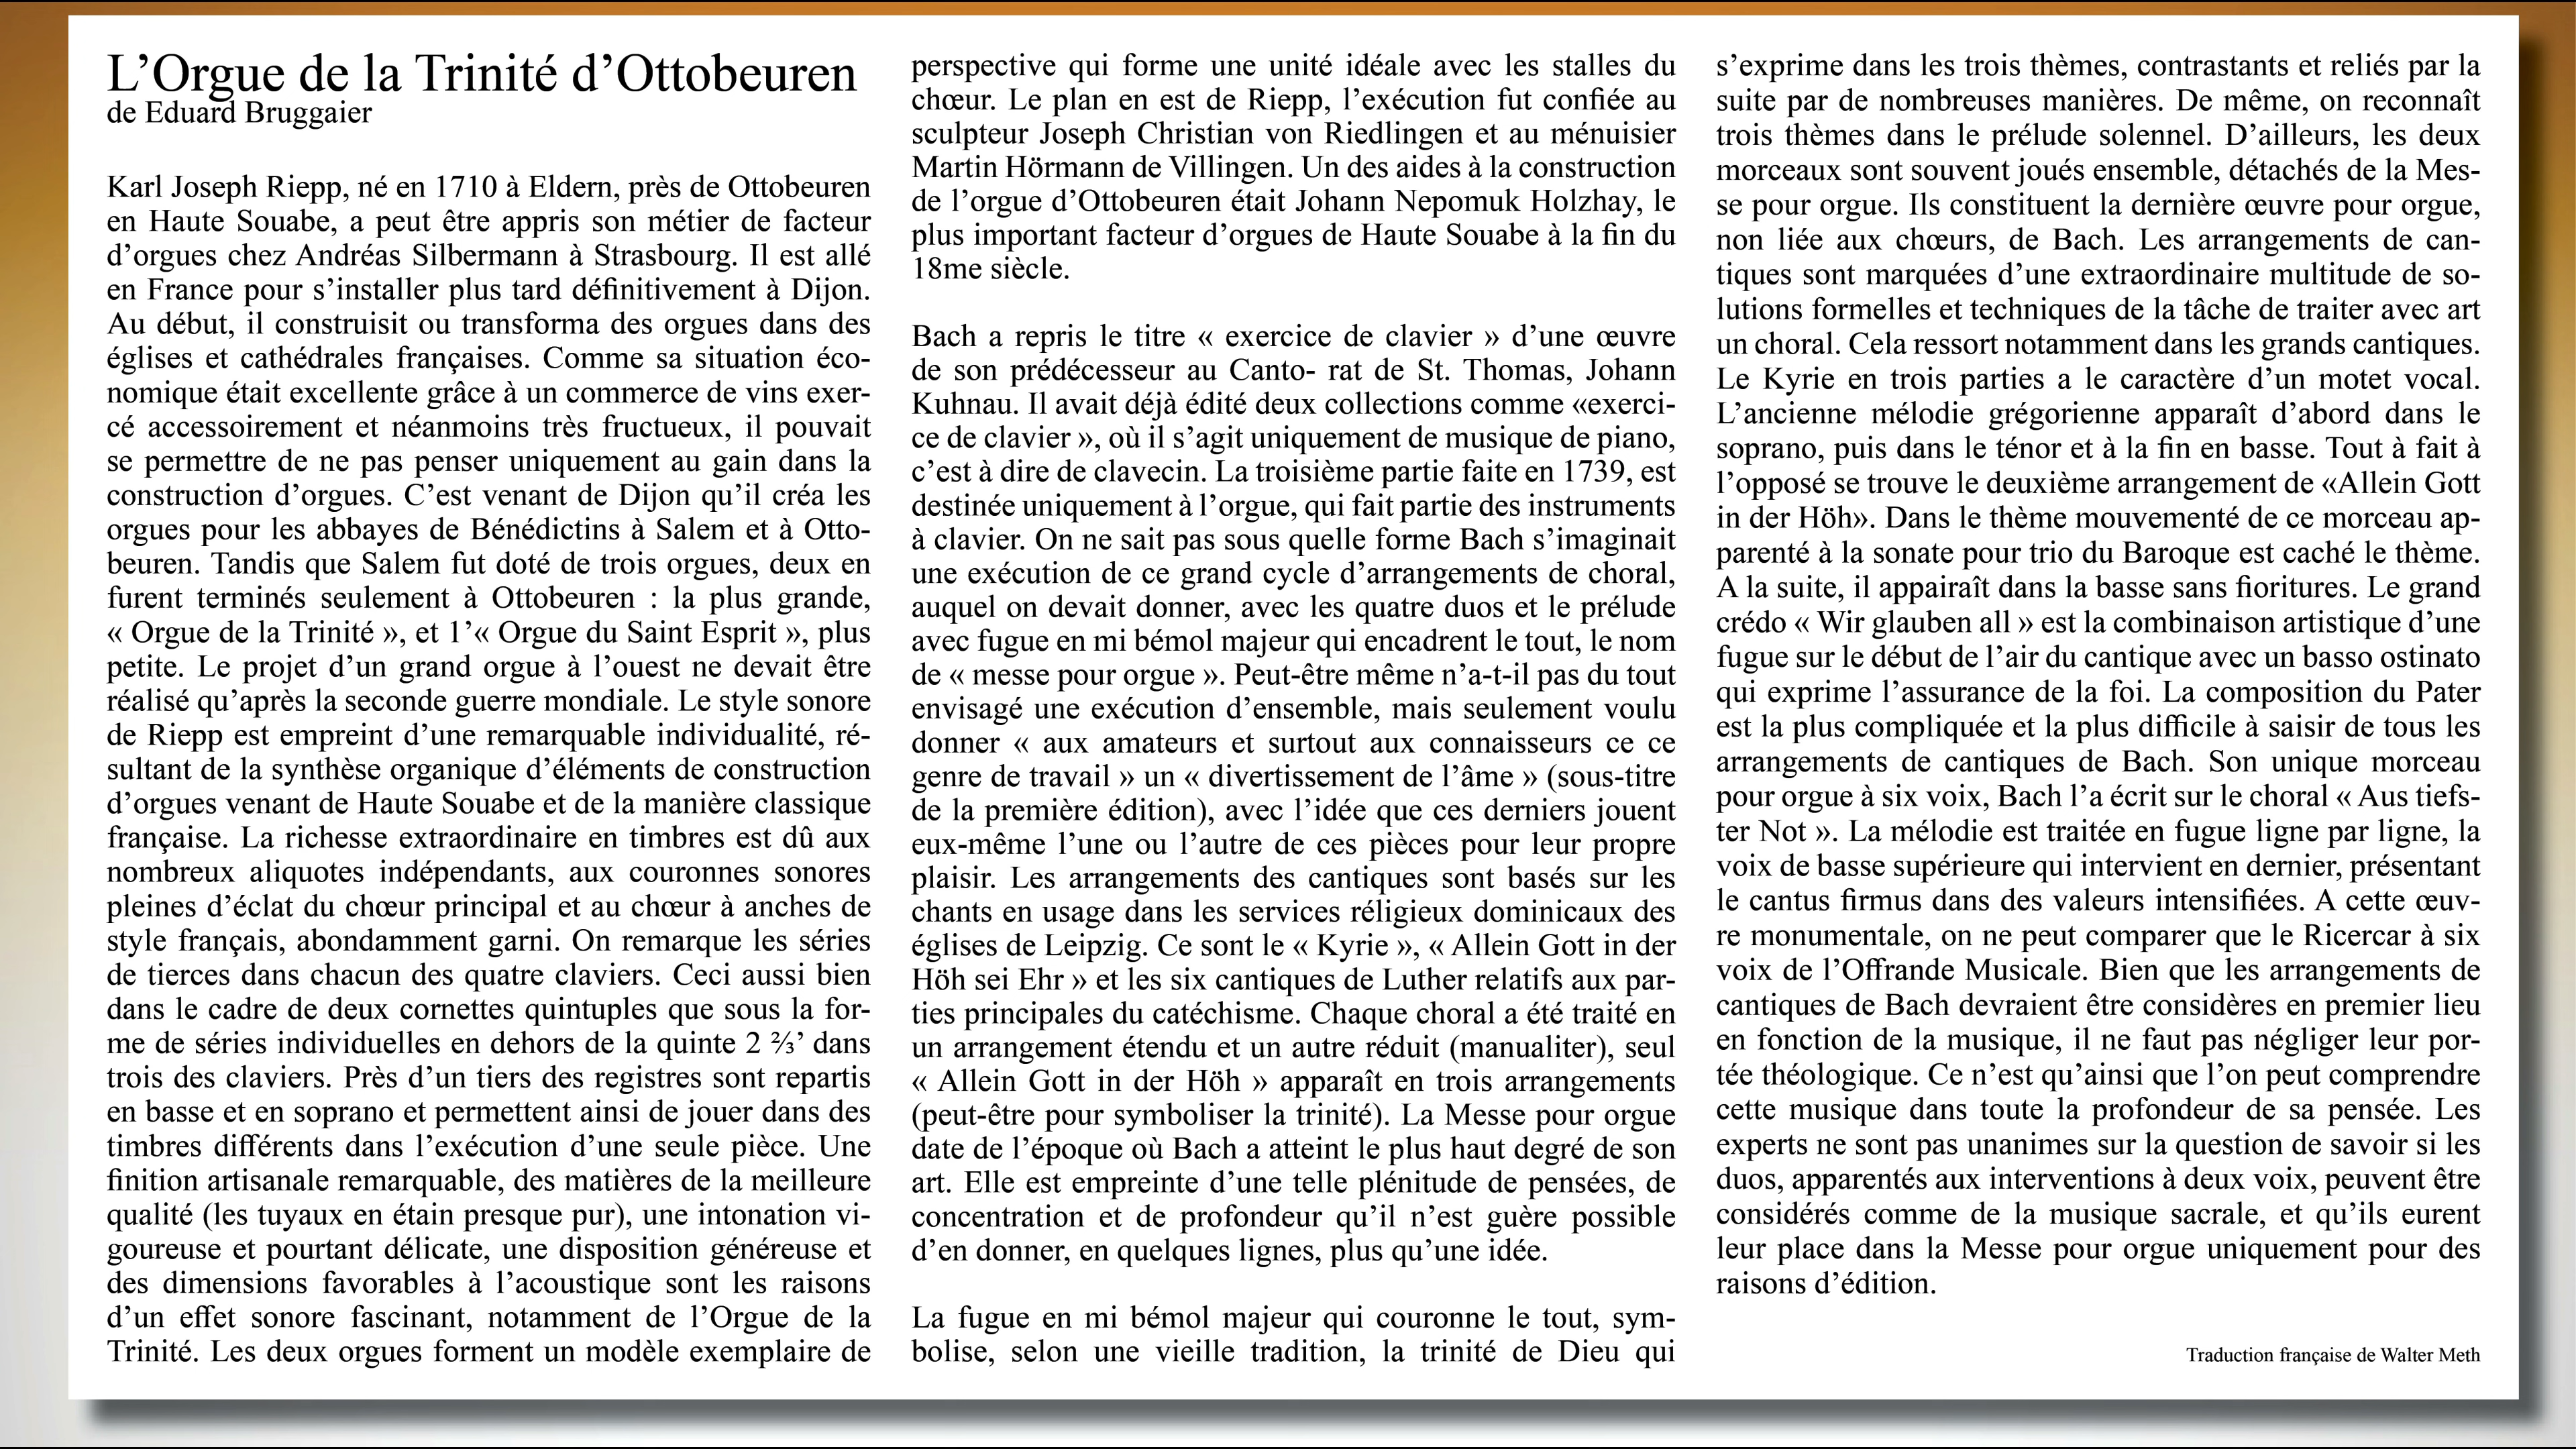 L’Orgue de la Trinité d’Ottobeuren
de Eduard Bruggaier
Karl Joseph Riepp, né en 1710 à Eldern, près de Ottobeuren
en Haute Souabe, a peut être appris son métier de facteur
d’orgues chez Andréas Silbermann à Strasbourg. Il est allé
en France pour s’installer plus tard définitivement à Dijon.
Au début, il construisit ou transforma des orgues dans des
églises et cathédrales françaises. Comme sa situation éco-
nomique était excellente grâce à un commerce de vins exer-
cé accessoirement et néanmoins très fructueux, il pouvait
se permettre de ne pas penser uniquement au gain dans la
construction d’orgues. C’est venant de Dijon qu’il créa les
orgues pour les abbayes de Bénédictins à Salem et à Otto-
beuren. Tandis que Salem fut doté de trois orgues, deux en
furent terminés seulement à Ottobeuren : la plus grande,
« Orgue de la Trinité », et 1’« Orgue du Saint Esprit », plus
petite. Le projet d’un grand orgue à l’ouest ne devait être
réalisé qu’après la seconde guerre mondiale. Le style sonore
de Riepp est empreint d’une remarquable individualité, ré-
sultant de la synthèse organique d’éléments de construction
d’orgues venant de Haute Souabe et de la manière classique
française. La richesse extraordinaire en timbres est dû aux
nombreux aliquotes indépendants, aux couronnes sonores
pleines d’éclat du chœur principal et au chœur à anches de
style français, abondamment garni. On remarque les séries
de tierces dans chacun des quatre claviers. Ceci aussi bien
dans le cadre de deux cornettes quintuples que sous la for-
me de séries individuelles en dehors de la quinte 2 ⅔’ dans
trois des claviers. Près d’un tiers des registres sont repartis
en basse et en soprano et permettent ainsi de jouer dans des
timbres différents dans l’exécution d’une seule pièce. Une
finition artisanale remarquable, des matières de la meilleure
qualité (les tuyaux en étain presque pur), une intonation vi-
goureuse et pourtant délicate, une disposition généreuse et
des dimensions favorables à l’acoustique sont les raisons
d’un effet sonore fascinant, notamment de l’Orgue de la
Trinité. Les deux orgues forment un modèle exemplaire de
perspective qui forme une unité idéale avec les stalles du
chœur. Le plan en est de Riepp, l’exécution fut confiée au
sculpteur Joseph Christian von Riedlingen et au ménuisier
Martin Hörmann de Villingen. Un des aides à la construction
de l’orgue d’Ottobeuren était Johann Nepomuk Holzhay, le
plus important facteur d’orgues de Haute Souabe à la fin du
18me siècle.
Bach a repris le titre « exercice de clavier » d’une œuvre
de son prédécesseur au Canto- rat de St. Thomas, Johann
Kuhnau. Il avait déjà édité deux collections comme «exerci-
ce de clavier », où il s’agit uniquement de musique de piano,
c’est à dire de clavecin. La troisième partie faite en 1739, est
destinée uniquement à l’orgue, qui fait partie des instruments
à clavier. On ne sait pas sous quelle forme Bach s’imaginait
une exécution de ce grand cycle d’arrangements de choral,
auquel on devait donner, avec les quatre duos et le prélude
avec fugue en mi bémol majeur qui encadrent le tout, le nom
de « messe pour orgue ». Peut-être même n’a-t-il pas du tout
envisagé une exécution d’ensemble, mais seulement voulu
donner « aux amateurs et surtout aux connaisseurs ce ce
genre de travail » un « divertissement de l’âme » (sous-titre
de la première édition), avec l’idée que ces derniers jouent
eux-même l’une ou l’autre de ces pièces pour leur propre
plaisir. Les arrangements des cantiques sont basés sur les
chants en usage dans les services réligieux dominicaux des
églises de Leipzig. Ce sont le « Kyrie », « Allein Gott in der
Höh sei Ehr » et les six cantiques de Luther relatifs aux par-
ties principales du catéchisme. Chaque choral a été traité en
un arrangement étendu et un autre réduit (manualiter), seul
« Allein Gott in der Höh » apparaît en trois arrangements
(peut-être pour symboliser la trinité). La Messe pour orgue
date de l’époque où Bach a atteint le plus haut degré de son
art. Elle est empreinte d’une telle plénitude de pensées, de
concentration et de profondeur qu’il n’est guère possible
d’en donner, en quelques lignes, plus qu’une idée.
La fugue en mi bémol majeur qui couronne le tout, sym-
bolise, selon une vieille tradition, la trinité de Dieu qui
s’exprime dans les trois thèmes, contrastants et reliés par la
suite par de nombreuses manières. De même, on reconnaît
trois thèmes dans le prélude solennel. D’ailleurs, les deux
morceaux sont souvent joués ensemble, détachés de la Mes-
se pour orgue. Ils constituent la dernière œuvre pour orgue,
non liée aux chœurs, de Bach. Les arrangements de can-
tiques sont marquées d’une extraordinaire multitude de so-
lutions formelles et techniques de la tâche de traiter avec art
un choral. Cela ressort notamment dans les grands cantiques.
Le Kyrie en trois parties a le caractère d’un motet vocal.
L’ancienne mélodie grégorienne apparaît d’abord dans le
soprano, puis dans le ténor et à la fin en basse. Tout à fait à
l’opposé se trouve le deuxième arrangement de «Allein Gott
in der Höh». Dans le thème mouvementé de ce morceau ap-
parenté à la sonate pour trio du Baroque est caché le thème.
A la suite, il appairaît dans la basse sans fioritures. Le grand
crédo « Wir glauben all » est la combinaison artistique d’une
fugue sur le début de l’air du cantique avec un basso ostinato
qui exprime l’assurance de la foi. La composition du Pater
est la plus compliquée et la plus difficile à saisir de tous les
arrangements de cantiques de Bach. Son unique morceau
pour orgue à six voix, Bach l’a écrit sur le choral « Aus tiefs-
ter Not ». La mélodie est traitée en fugue ligne par ligne, la
voix de basse supérieure qui intervient en dernier, présentant
le cantus firmus dans des valeurs intensifiées. A cette œuv-
re monumentale, on ne peut comparer que le Ricercar à six
voix de l’Offrande Musicale. Bien que les arrangements de
cantiques de Bach devraient être considères en premier lieu
en fonction de la musique, il ne faut pas négliger leur por-
tée théologique. Ce n’est qu’ainsi que l’on peut comprendre
cette musique dans toute la profondeur de sa pensée. Les
experts ne sont pas unanimes sur la question de savoir si les
duos, apparentés aux interventions à deux voix, peuvent être
considérés comme de la musique sacrale, et qu’ils eurent
leur place dans la Messe pour orgue uniquement pour des
raisons d’édition.
Traduction française de Walter Meth